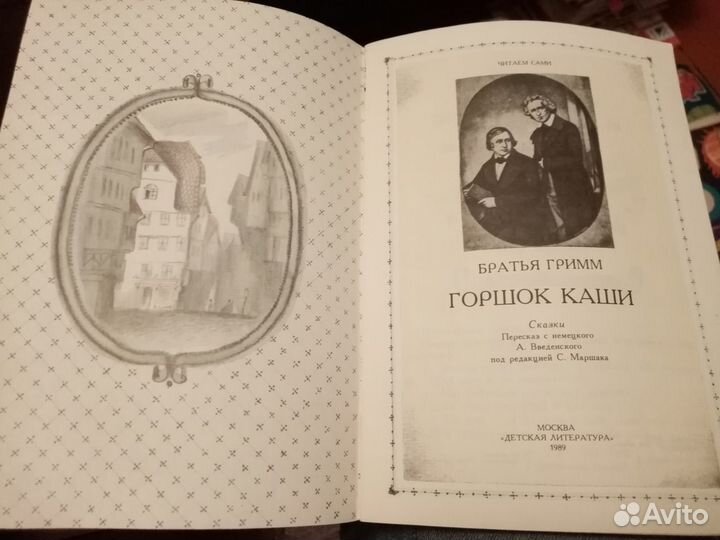 ЧИТАЕМ САМИ
БРАТЬЯ ГРИММ
ГОРШОК КАШИ
Сказки
Пересказ с немецкого
А. Введенского
под редакцией С. Маршака
МОСКВА
«ДЕТСКАЯ ЛИТЕРАТУРА»
1989
Avito